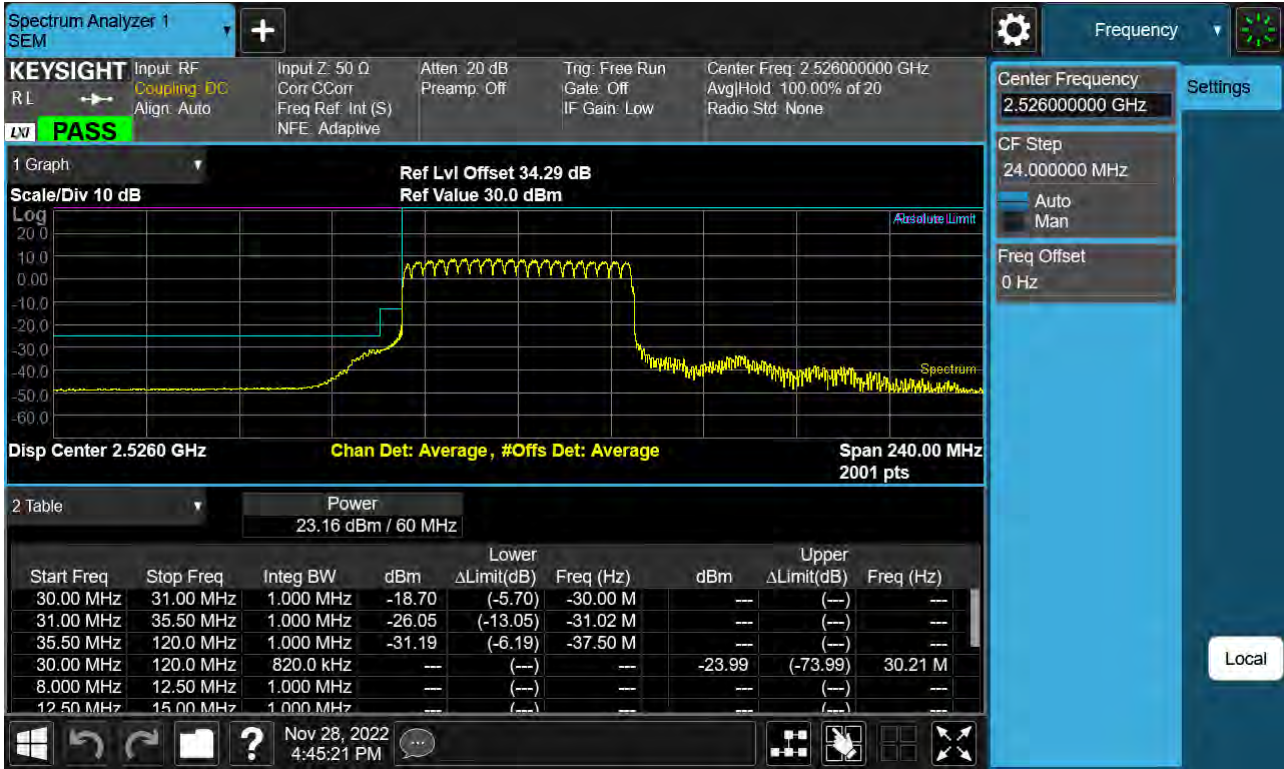 Spectrum Analyzer 1
SEM
+
Frequency
KEYSIGHT
RL
LXI
PASS
Input: RF
Coupling: DC
Align: Auto
Input Z: 50 Ω
Corr CCorr
Freq Ref: Int (S)
NFE: Adaptive
Atten: 20 dB
Preamp: Off
Trig: Free Run
Gate: Off
IF Gain: Low
Center Freq: 2.526000000 GHz
Avg|Hold: 100.00% of 20
Radio Std: None
Center Frequency
2.526000000 GHz
Settings
CF Step
24.000000 MHz
Auto
Man
Freq Offset
0 Hz
Local
1 Graph
Scale/Div 10 dB
Ref Lvl Offset 34.29 dB
Ref Value 30.0 dBm
Log
20.0
10.0
0.00
-10.0
-20.0
-30.0
-40.0
-50.0
-60.0
Limit
Spectrum
Disp Center 2.5260 GHz
Chan Det: Average, #Offs Det: Average
Span 240.00 MHz
2001 pts
2 Table
Power
23.16 dBm / 60 MHz
Lower Upper
Start Freq Stop Freq Integ BW dBm ΔLimit(dB) Freq (Hz) dBm ΔLimit(dB) Freq (Hz)
30.00 MHz 31.00 MHz 1.000 MHz -18.70 (-5.70) -30.00 M --- (---) ---
31.00 MHz 35.50 MHz 1.000 MHz -26.05 (-13.05) -31.02 M --- (---) ---
35.50 MHz 120.0 MHz 1.000 MHz -31.19 (-6.19) -37.50 M --- (---) ---
30.00 MHz 120.0 MHz 820.0 kHz --- (---) --- -23.99 (-73.99) 30.21 M
8.000 MHz 12.50 MHz 1.000 MHz --- (---) --- --- (---) ---
12.50 MHz 15.00 MHz 1.000 MHz --- (---) --- --- (---) ---
?
Nov 28, 2022
4:45:21 PM